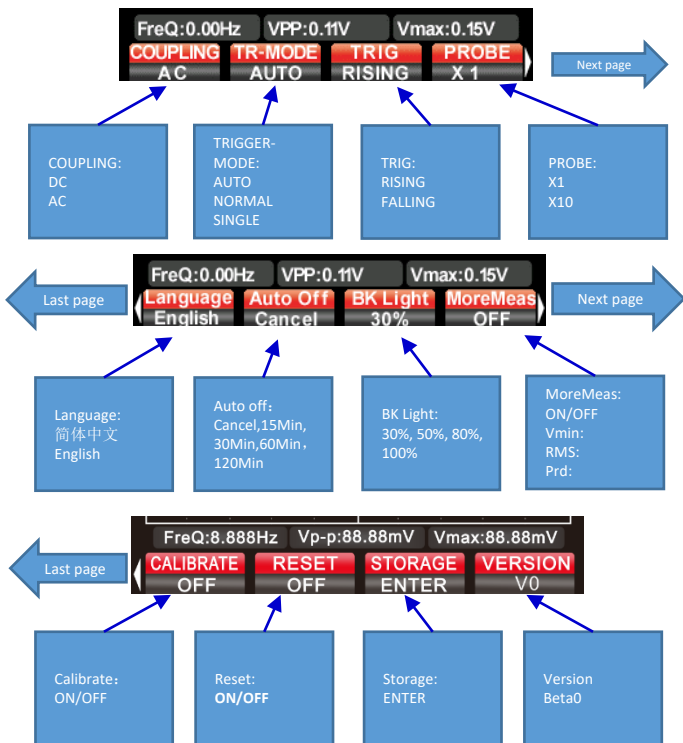 FreQ:0.00Hz VPP:0.11V Vmax:0.15V
COUPLING TR-MODE TRIG PROBE
AC AUTO RISING X 1
Next page
COUPLING:
DC
AC
TRIGGER-
MODE:
AUTO
NORMAL
SINGLE
TRIG:
RISING
FALLING
PROBE:
X1
X10
FreQ:0.00Hz VPP:0.11V Vmax:0.15V
Last page
Language Auto Off BK Light MoreMeas
English Cancel 30% OFF
Next page
Language:
简体中文
English
Auto off：
Cancel,15Min,
30Min,60Min，
120Min
BK Light:
30%, 50%, 80%,
100%
MoreMeas:
ON/OFF
Vmin:
RMS:
Prd:
FreQ:8.888Hz Vp-p:88.88mV Vmax:88.88mV
Last page
CALIBRATE RESET STORAGE VERSION
OFF OFF ENTER V0
Calibrate：
ON/OFF
Reset:
ON/OFF
Storage:
ENTER
Version
Beta0